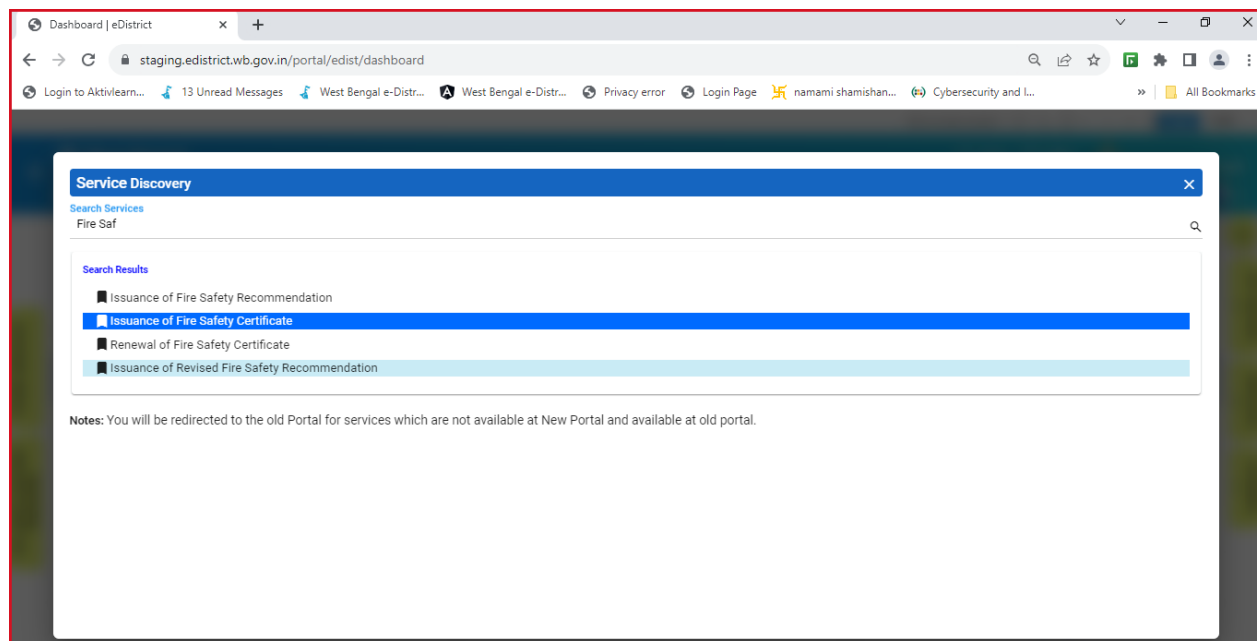 Dashboard | eDistrict
staging.edistrict.wb.gov.in/portal/edist/dashboard
Login to Aktivlearn... 13 Unread Messages West Bengal e-Distr... West Bengal e-Distr... Privacy error Login Page namami shamishan... Cybersecurity and I... » All Bookmarks
Service Discovery
Search Services
Fire Saf
Search Results
Issuance of Fire Safety Recommendation
Issuance of Fire Safety Certificate
Renewal of Fire Safety Certificate
Issuance of Revised Fire Safety Recommendation
Notes: You will be redirected to the old Portal for services which are not available at New Portal and available at old portal.